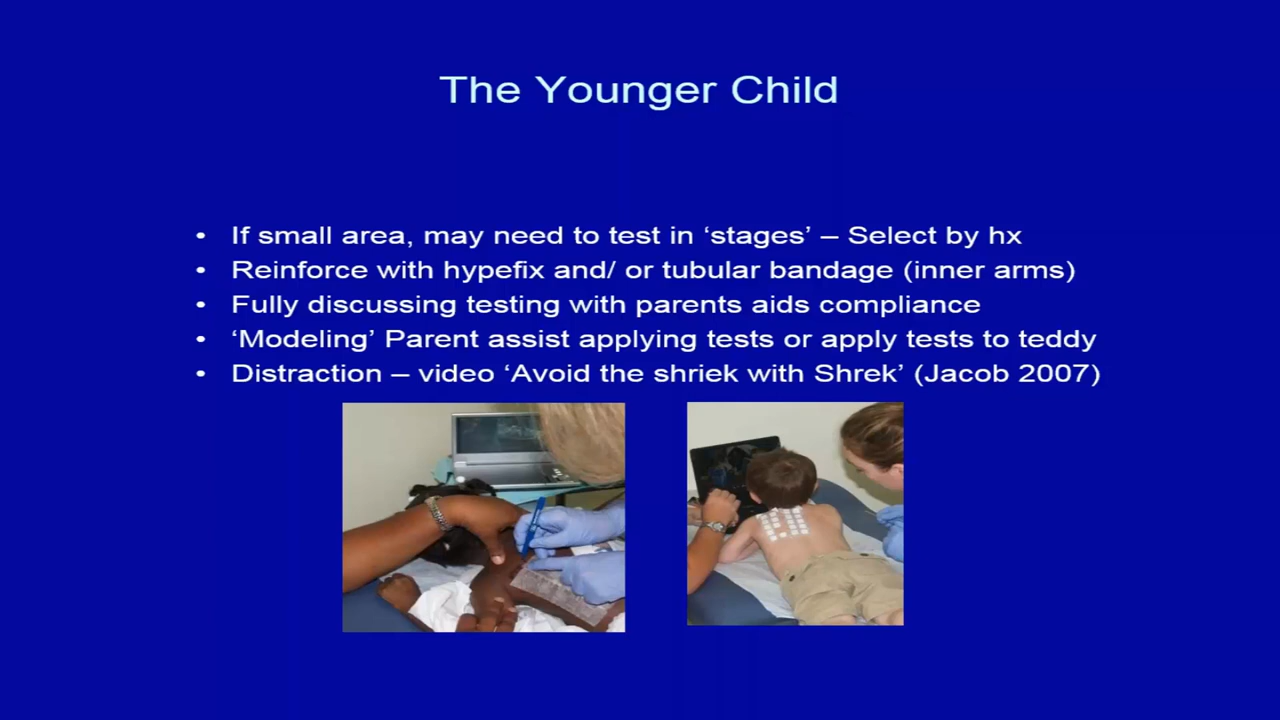 The Younger Child
• If small area, may need to test in ‘stages’ – Select by hx
• Reinforce with hypefix and/ or tubular bandage (inner arms)
• Fully discussing testing with parents aids compliance
• ‘Modeling’ Parent assist applying tests or apply tests to teddy
• Distraction – video ‘Avoid the shriek with Shrek’ (Jacob 2007)